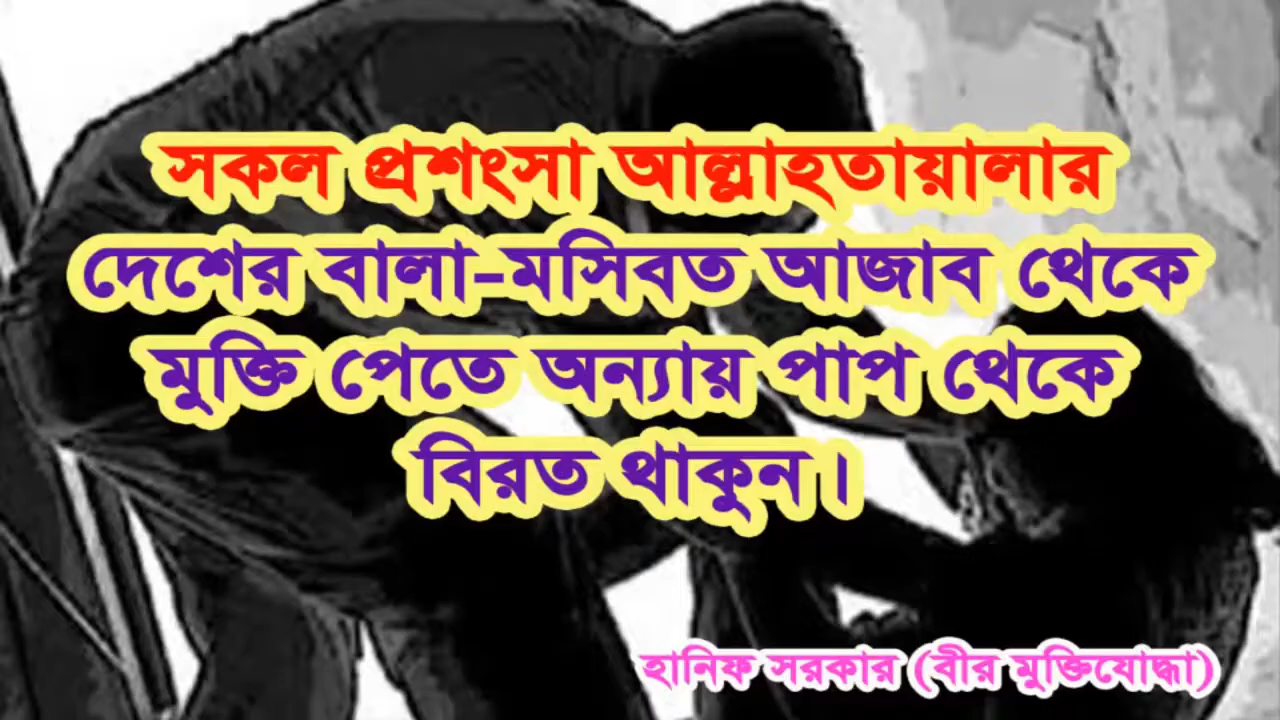 সকল প্রশংসা আল্লাহতায়ালার
দেশের বালা-মসিবত আজাব থেকে
মুক্তি পেতে অন্যায় পাপ থেকে
বিরত থাকুন।
হানিফ সরকার (বীর মুক্তিযোদ্ধা)